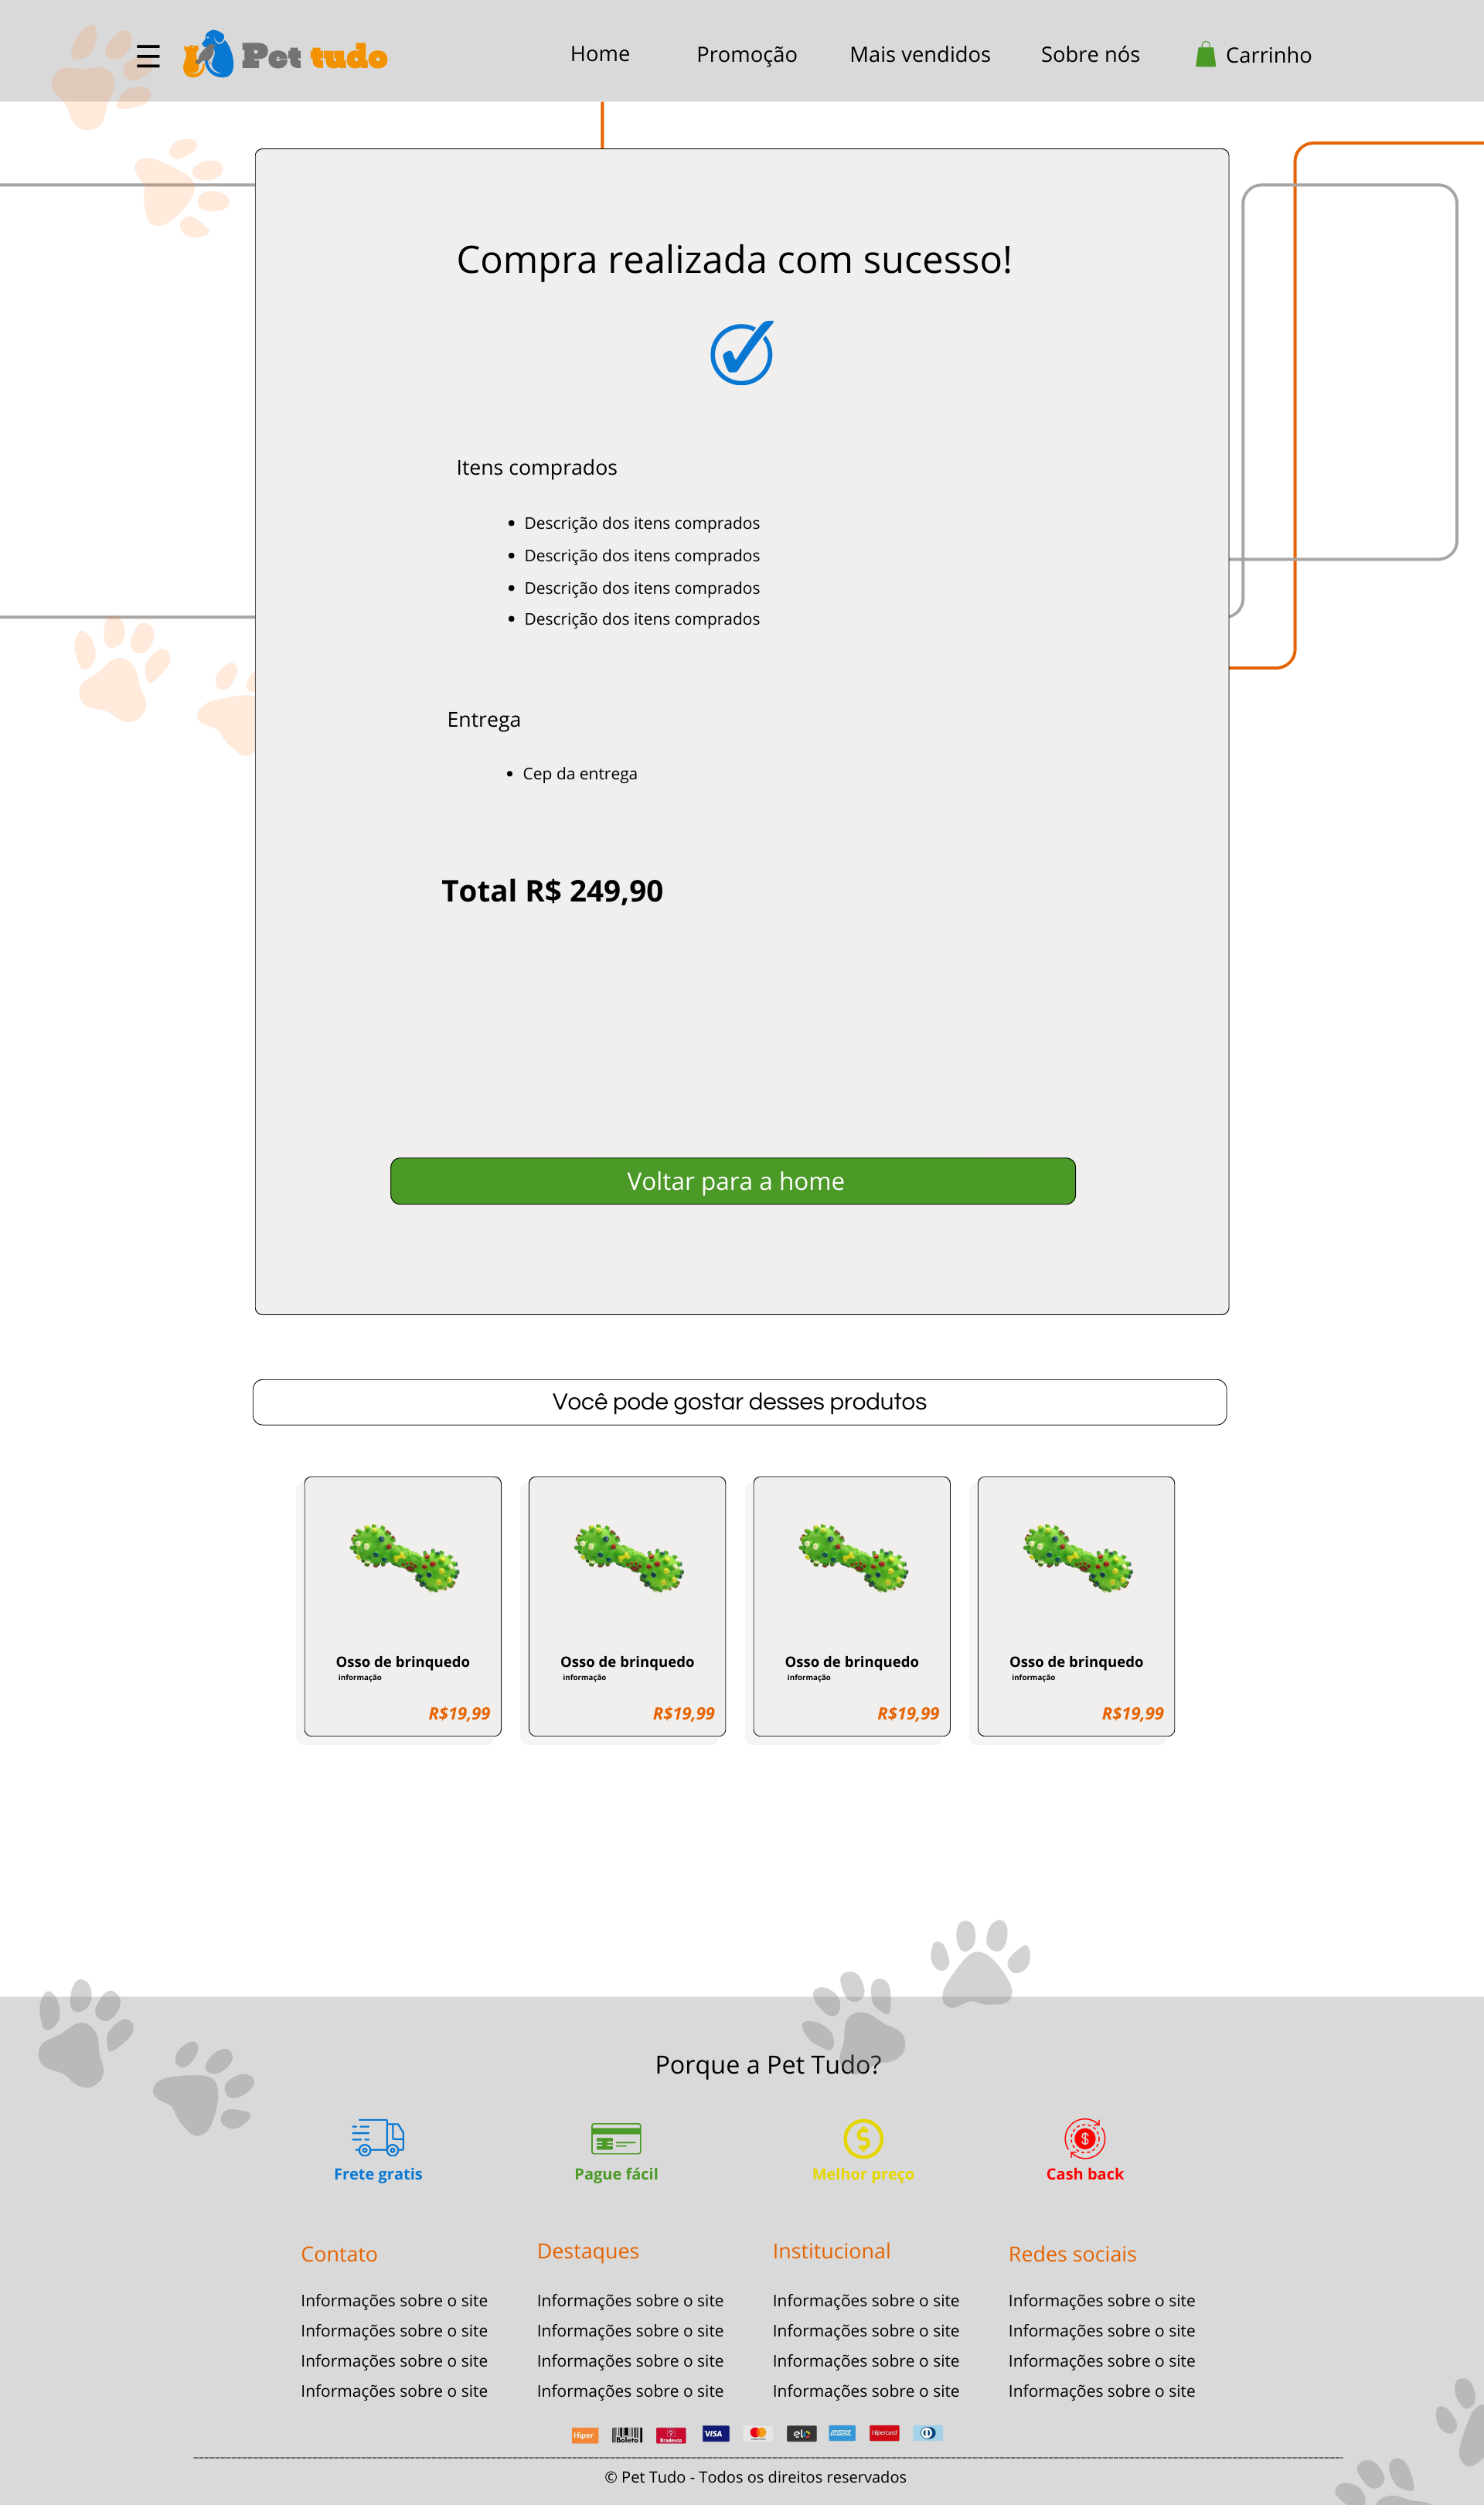 ☰ Pet tudo Home Promoção Mais vendidos Sobre nós Carrinho
Compra realizada com sucesso!
Itens comprados
• Descrição dos itens comprados
• Descrição dos itens comprados
• Descrição dos itens comprados
• Descrição dos itens comprados
Entrega
• Cep da entrega
Total R$ 249,90
Voltar para a home
Você pode gostar desses produtos
Osso de brinquedo Osso de brinquedo Osso de brinquedo Osso de brinquedo
informação informação informação informação
R$19,99 R$19,99 R$19,99 R$19,99
Porque a Pet Tudo?
Frete gratis Pague fácil Melhor preço Cash back
Contato Destaques Institucional Redes sociais
Informações sobre o site Informações sobre o site Informações sobre o site Informações sobre o site
Informações sobre o site Informações sobre o site Informações sobre o site Informações sobre o site
Informações sobre o site Informações sobre o site Informações sobre o site Informações sobre o site
Informações sobre o site Informações sobre o site Informações sobre o site Informações sobre o site
Hiper Boleto Bradesco VISA elo Hipercard
© Pet Tudo - Todos os direitos reservados